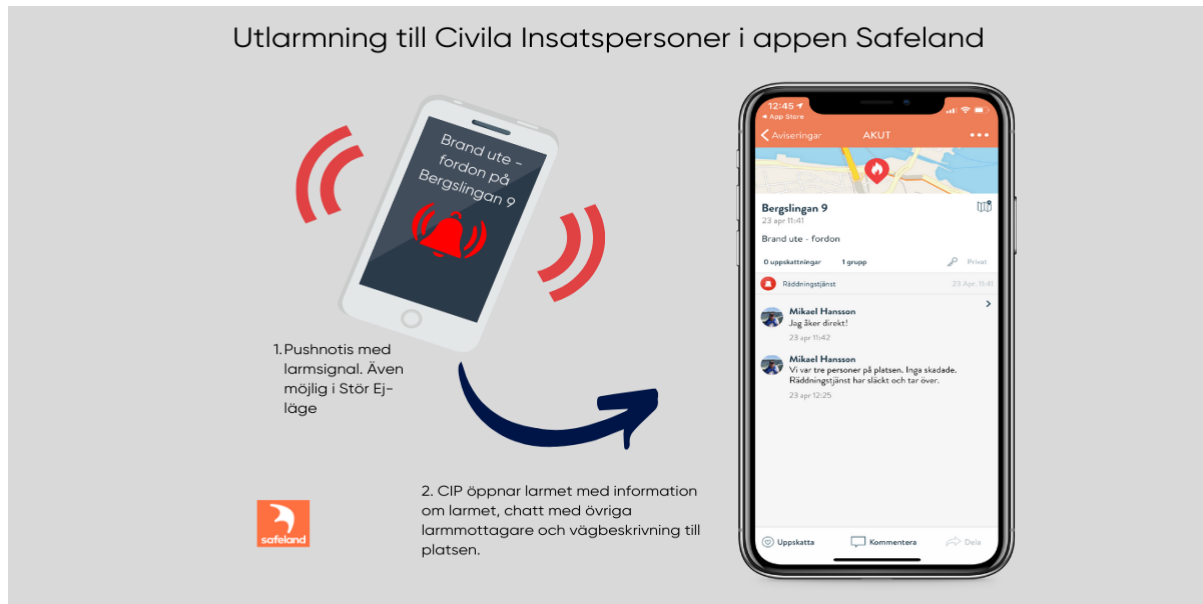 Utlarmning till Civila Insatspersoner i appen Safeland
Brand ute -
fordon på
Bergslingan 9
1. Pushnotis med
larmsignal. Även
möjlig i Stör Ej-
läge
2. CIP öppnar larmet med information
om larmet, chatt med övriga
larmmottagare och vägbeskrivning till
platsen.
safeland
12:45
App Store
Aviseringar AKUT
Bergslingan 9
23 apr 11:41
Brand ute - fordon
0 uppskattningar 1 grupp Privat
Räddningstjänst 23 Apr, 11:41
Mikael Hansson
Jag åker direkt!
23 apr 11:42
Mikael Hansson
Vi var tre personer på platsen. Inga skadade.
Räddningstjänst har släckt och tar över.
23 apr 12:25
Uppskatta Kommentera Dela